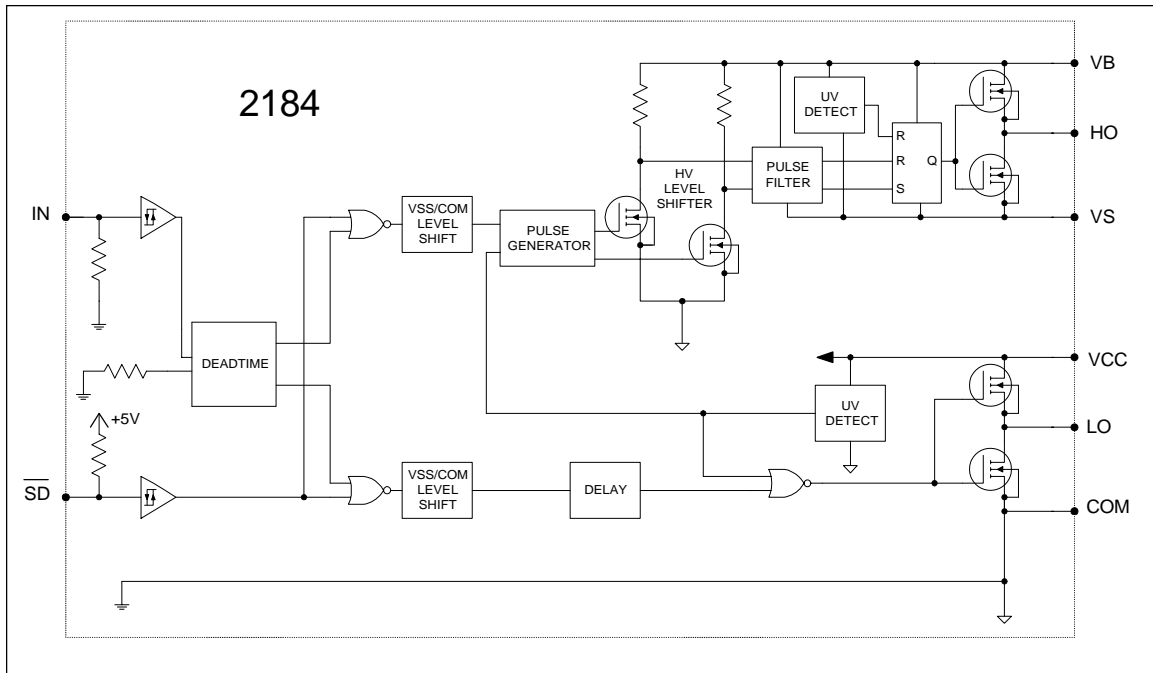 2184
VB
UV
DETECT
HO
R
R
Q
S
PULSE
FILTER
HV
LEVEL
SHIFTER
IN
VSS/COM
LEVEL
SHIFT
PULSE
GENERATOR
VS
DEADTIME
VCC
+5V
UV
DETECT
LO
SD
VSS/COM
LEVEL
SHIFT
DELAY
COM